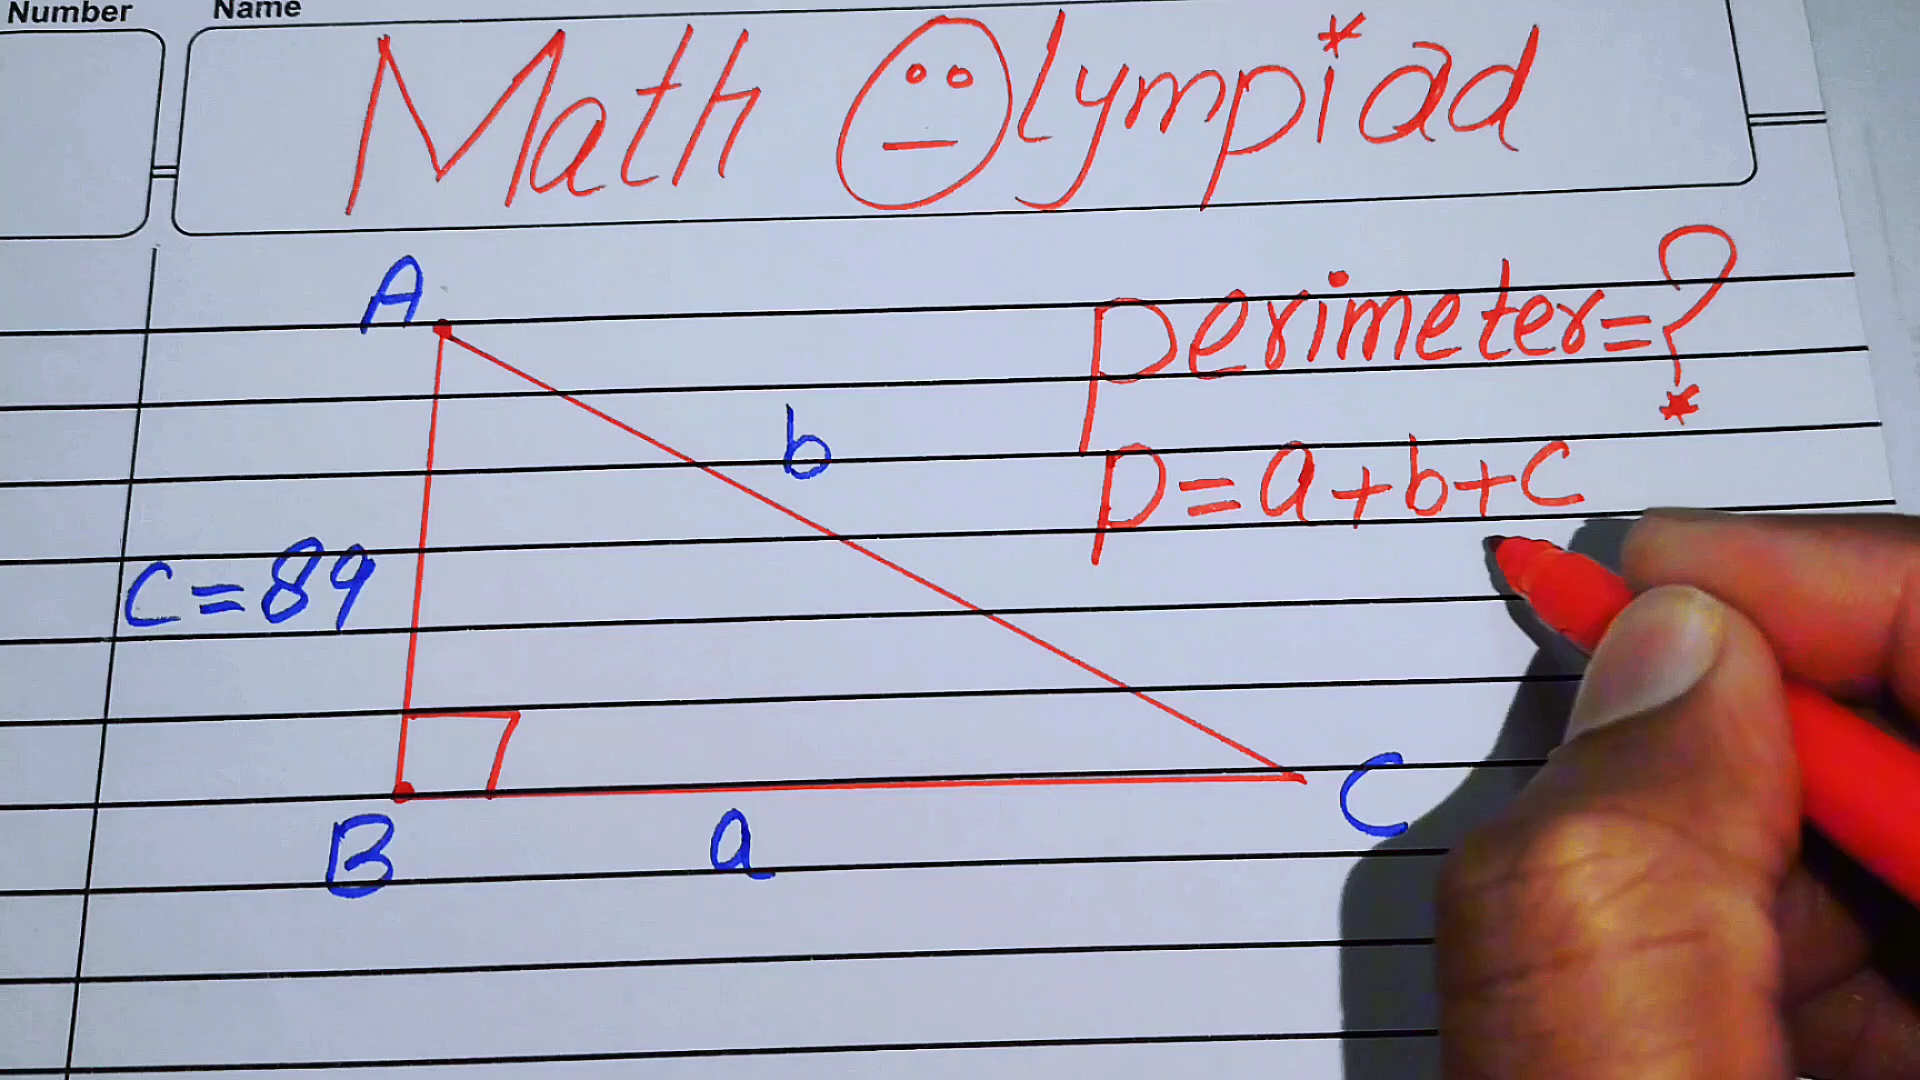 Number Name
Math Olympiad
A
Perimeter=?
b
P=a+b+c
c=89
C
B a